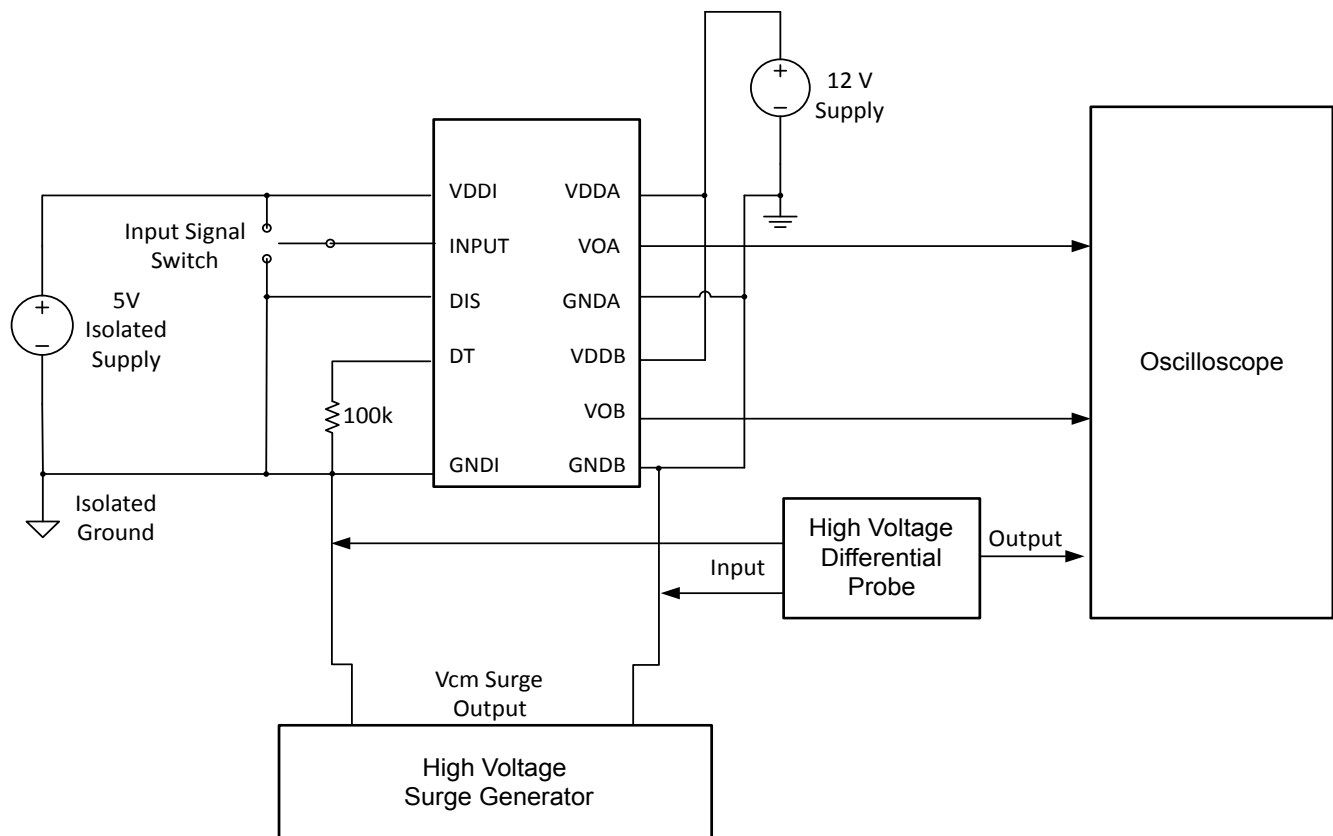 12 V
Supply
VDDI
VDDA
Input Signal
Switch
INPUT
VOA
5V
Isolated
Supply
DIS
GNDA
DT
VDDB
Oscilloscope
100k
VOB
GNDI
GNDB
Isolated
Ground
High Voltage
Differential
Probe
Output
Input
Vcm Surge
Output
High Voltage
Surge Generator
+
−
+
−